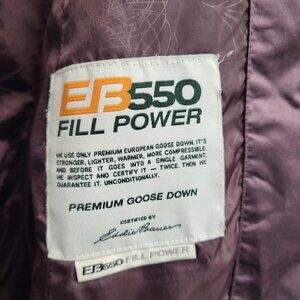 EB550
FILL POWER
WE USE ONLY PREMIUM EUROPEAN GOOSE DOWN. IT'S
STRONGER, LIGHTER, WARMER, MORE COMPRESSIBLE.
AND BEFORE IT GOES INTO A SINGLE GARMENT,
WE INSPECT AND CERTIFY IT — TWICE. THEN WE
GUARANTEE IT. UNCONDITIONALLY.
PREMIUM GOOSE DOWN
CERTIFIED BY
Eddie Bauer
EB550 FILL POWER